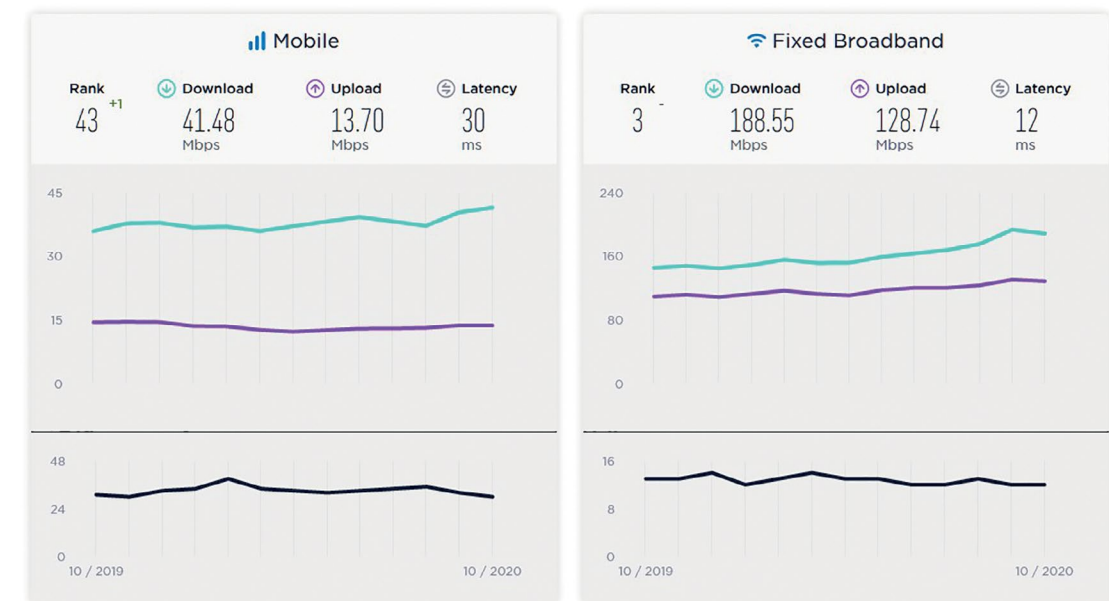 Mobile
Rank Download Upload Latency
43 +1 41.48 13.70 30
Mbps Mbps ms
45
30
15
0
48
24
0
10 / 2019 10 / 2020
Fixed Broadband
Rank Download Upload Latency
3 - 188.55 128.74 12
Mbps Mbps ms
240
160
80
0
16
8
0
10 / 2019 10 / 2020